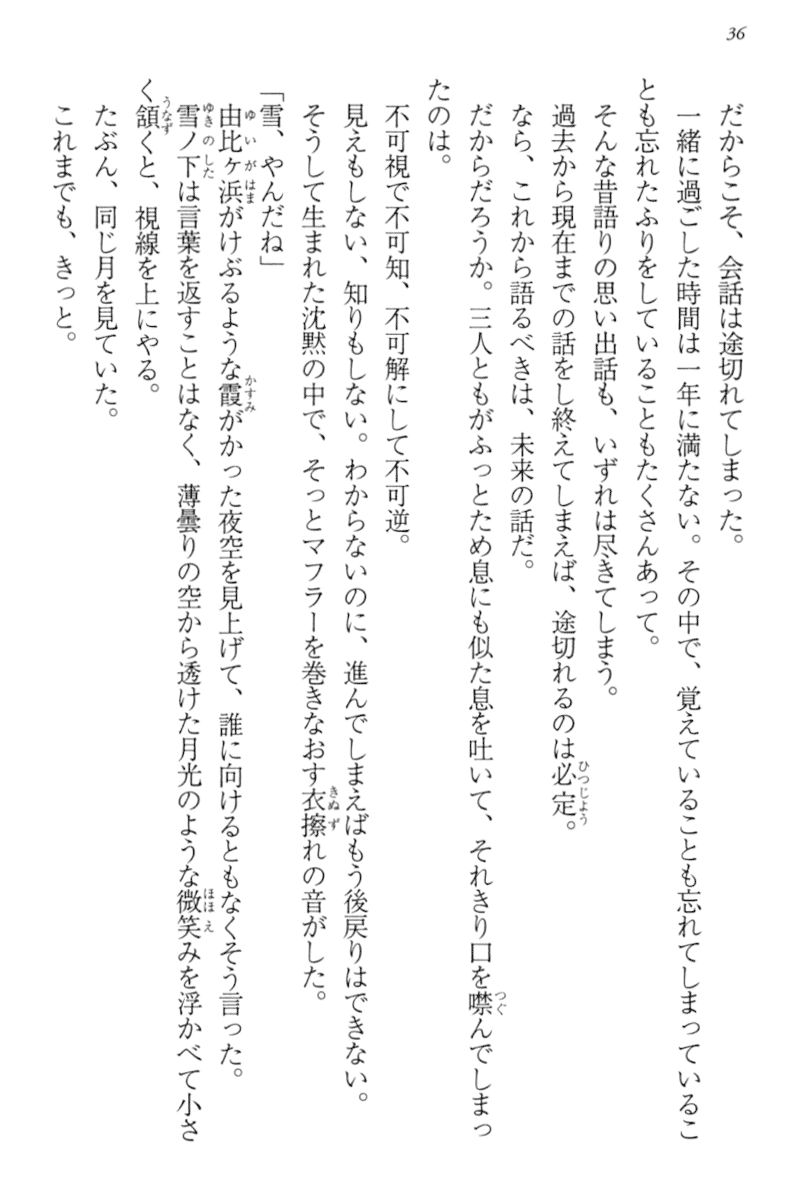 36
だからこそ、会話は途切れてしまった。
一緒に過ごした時間は一年に満たない。その中で、覚えていることも忘れてしまっているこ
とも忘れたふりをしていることもたくさんあって。
そんな昔語りの思い出話も、いずれは尽きてしまう。
過去から現在までの話をし終えてしまえば、途切れるのは必定。
なら、これから語るべきは、未来の話だ。
だからだろうか。三人ともがふっとため息にも似た息を吐いて、それきり口を噤んでしまっ
たのは。
不可視で不可知、不可解にして不可逆。
見えもしない、知りもしない。わからないのに、進んでしまえばもう後戻りはできない。
そうして生まれた沈黙の中で、そっとマフラーを巻きなおす衣擦れの音がした。
「雪、やんだね」
由比ヶ浜がけぶるような霞がかった夜空を見上げて、誰に向けるともなくそう言った。
雪ノ下は言葉を返すことはなく、薄曇りの空から透けた月光のような微笑みを浮かべて小さ
く頷くと、視線を上にやる。
たぶん、同じ月を見ていた。
これまでも、きっと。